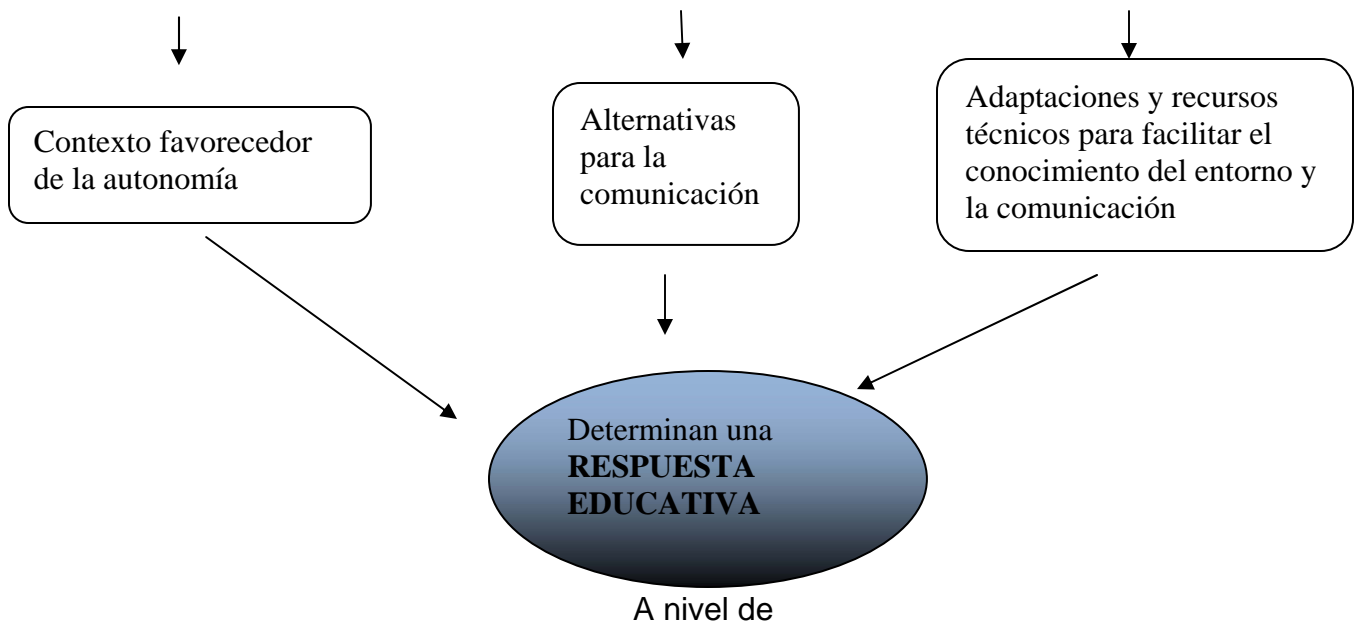 Contexto favorecedor
de la autonomía
Alternativas
para la
comunicación
Adaptaciones y recursos
técnicos para facilitar el
conocimiento del entorno y
la comunicación
Determinan una
RESPUESTA
EDUCATIVA
A nivel de